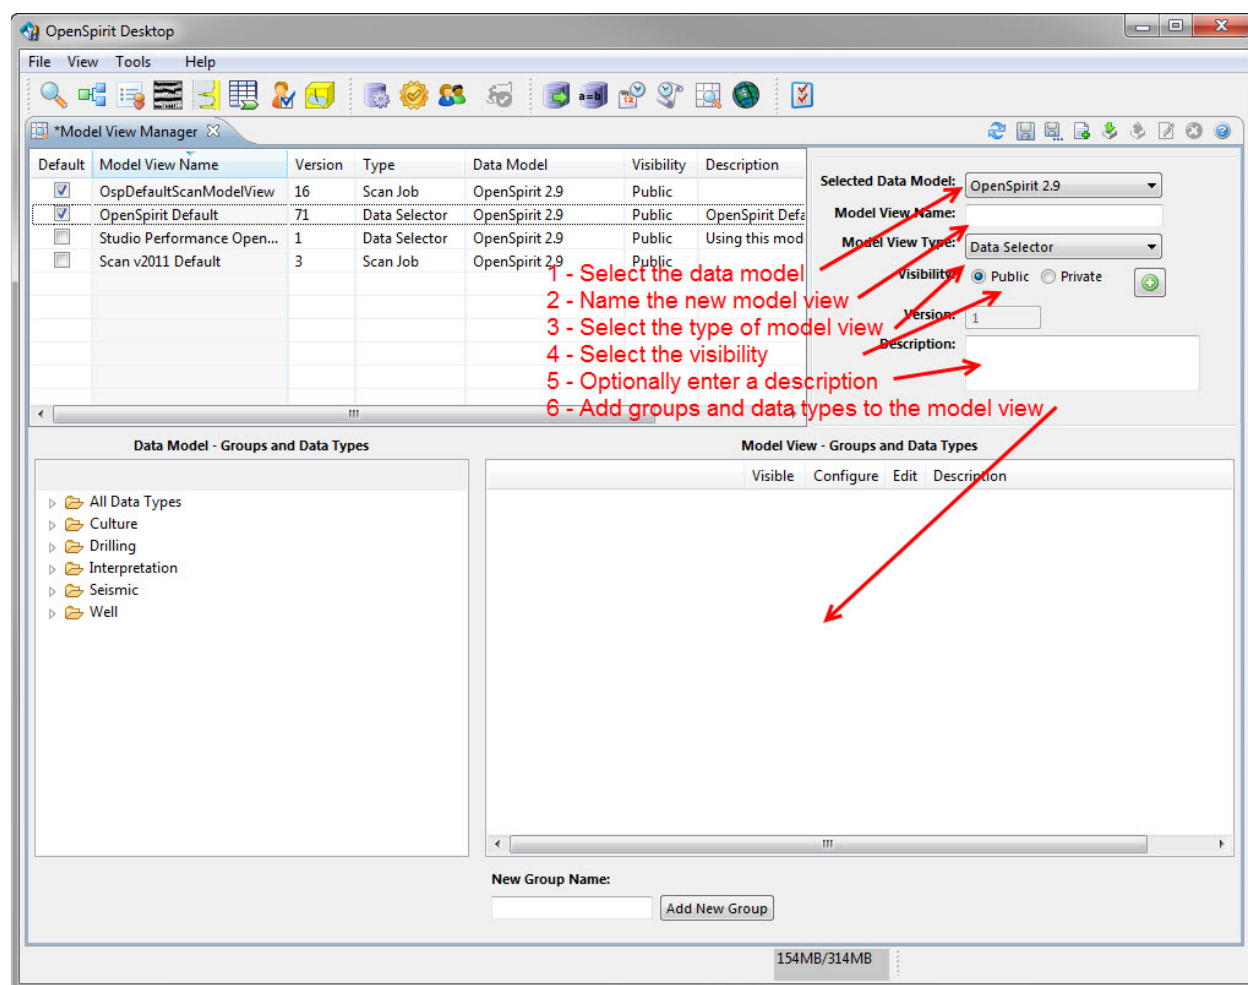 OpenSpirit Desktop
File View Tools Help
*Model View Manager
Default Model View Name Version Type Data Model Visibility Description
OspDefaultScanModelView 16 Scan Job OpenSpirit 2.9 Public
OpenSpirit Default 71 Data Selector OpenSpirit 2.9 Public OpenSpirit Defa
Studio Performance Open... 1 Data Selector OpenSpirit 2.9 Public Using this mod
Scan v2011 Default 3 Scan Job OpenSpirit 2.9 Public
Selected Data Model: OpenSpirit 2.9
Model View Name:
Model View Type: Data Selector
Visibility: Public Private
Version: 1
Description:
1 - Select the data model
2 - Name the new model view
3 - Select the type of model view
4 - Select the visibility
5 - Optionally enter a description
6 - Add groups and data types to the model view
Data Model - Groups and Data Types
All Data Types
Culture
Drilling
Interpretation
Seismic
Well
Model View - Groups and Data Types
Visible Configure Edit Description
New Group Name:
Add New Group
154MB/314MB